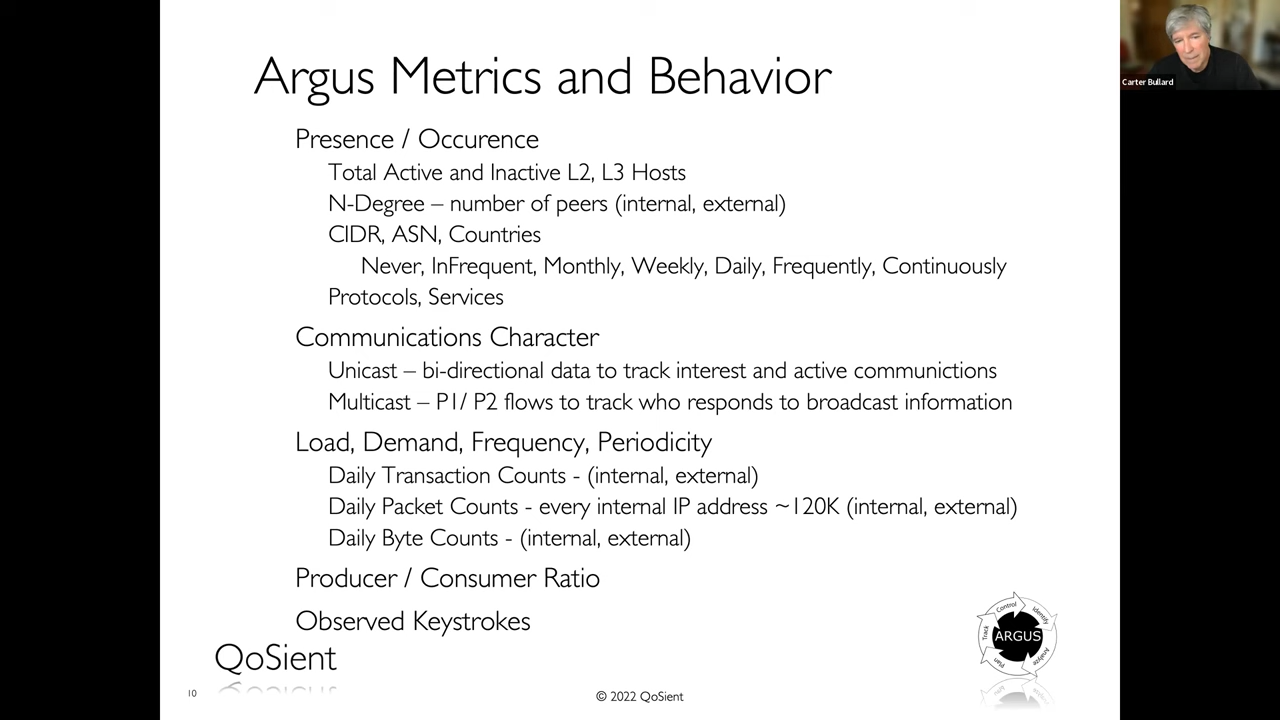 Argus Metrics and Behavior
Presence / Occurence
Total Active and Inactive L2, L3 Hosts
N-Degree – number of peers (internal, external)
CIDR, ASN, Countries
Never, InFrequent, Monthly, Weekly, Daily, Frequently, Continuously
Protocols, Services
Communications Character
Unicast – bi-directional data to track interest and active communictions
Multicast – P1/ P2 flows to track who responds to broadcast information
Load, Demand, Frequency, Periodicity
Daily Transaction Counts - (internal, external)
Daily Packet Counts - every internal IP address ~120K (internal, external)
Daily Byte Counts - (internal, external)
Producer / Consumer Ratio
Observed Keystrokes
QoSient
10
© 2022 QoSient
Control
Identify
Analyze
Plan
Track
ARGUS
Carter Bullard